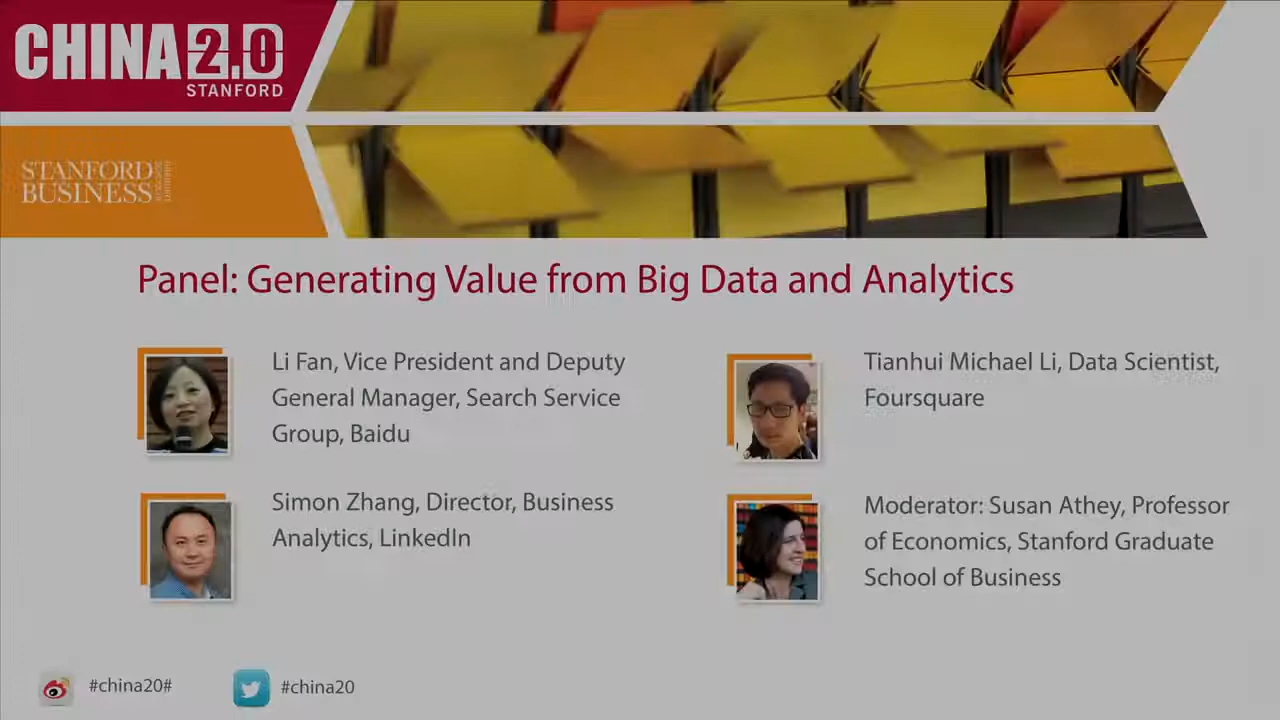 CHINA 2.0
STANFORD
STANFORD
BUSINESS
Panel: Generating Value from Big Data and Analytics
Li Fan, Vice President and Deputy
General Manager, Search Service
Group, Baidu
Tianhui Michael Li, Data Scientist,
Foursquare
Simon Zhang, Director, Business
Analytics, LinkedIn
Moderator: Susan Athey, Professor
of Economics, Stanford Graduate
School of Business
#china20#
#china20